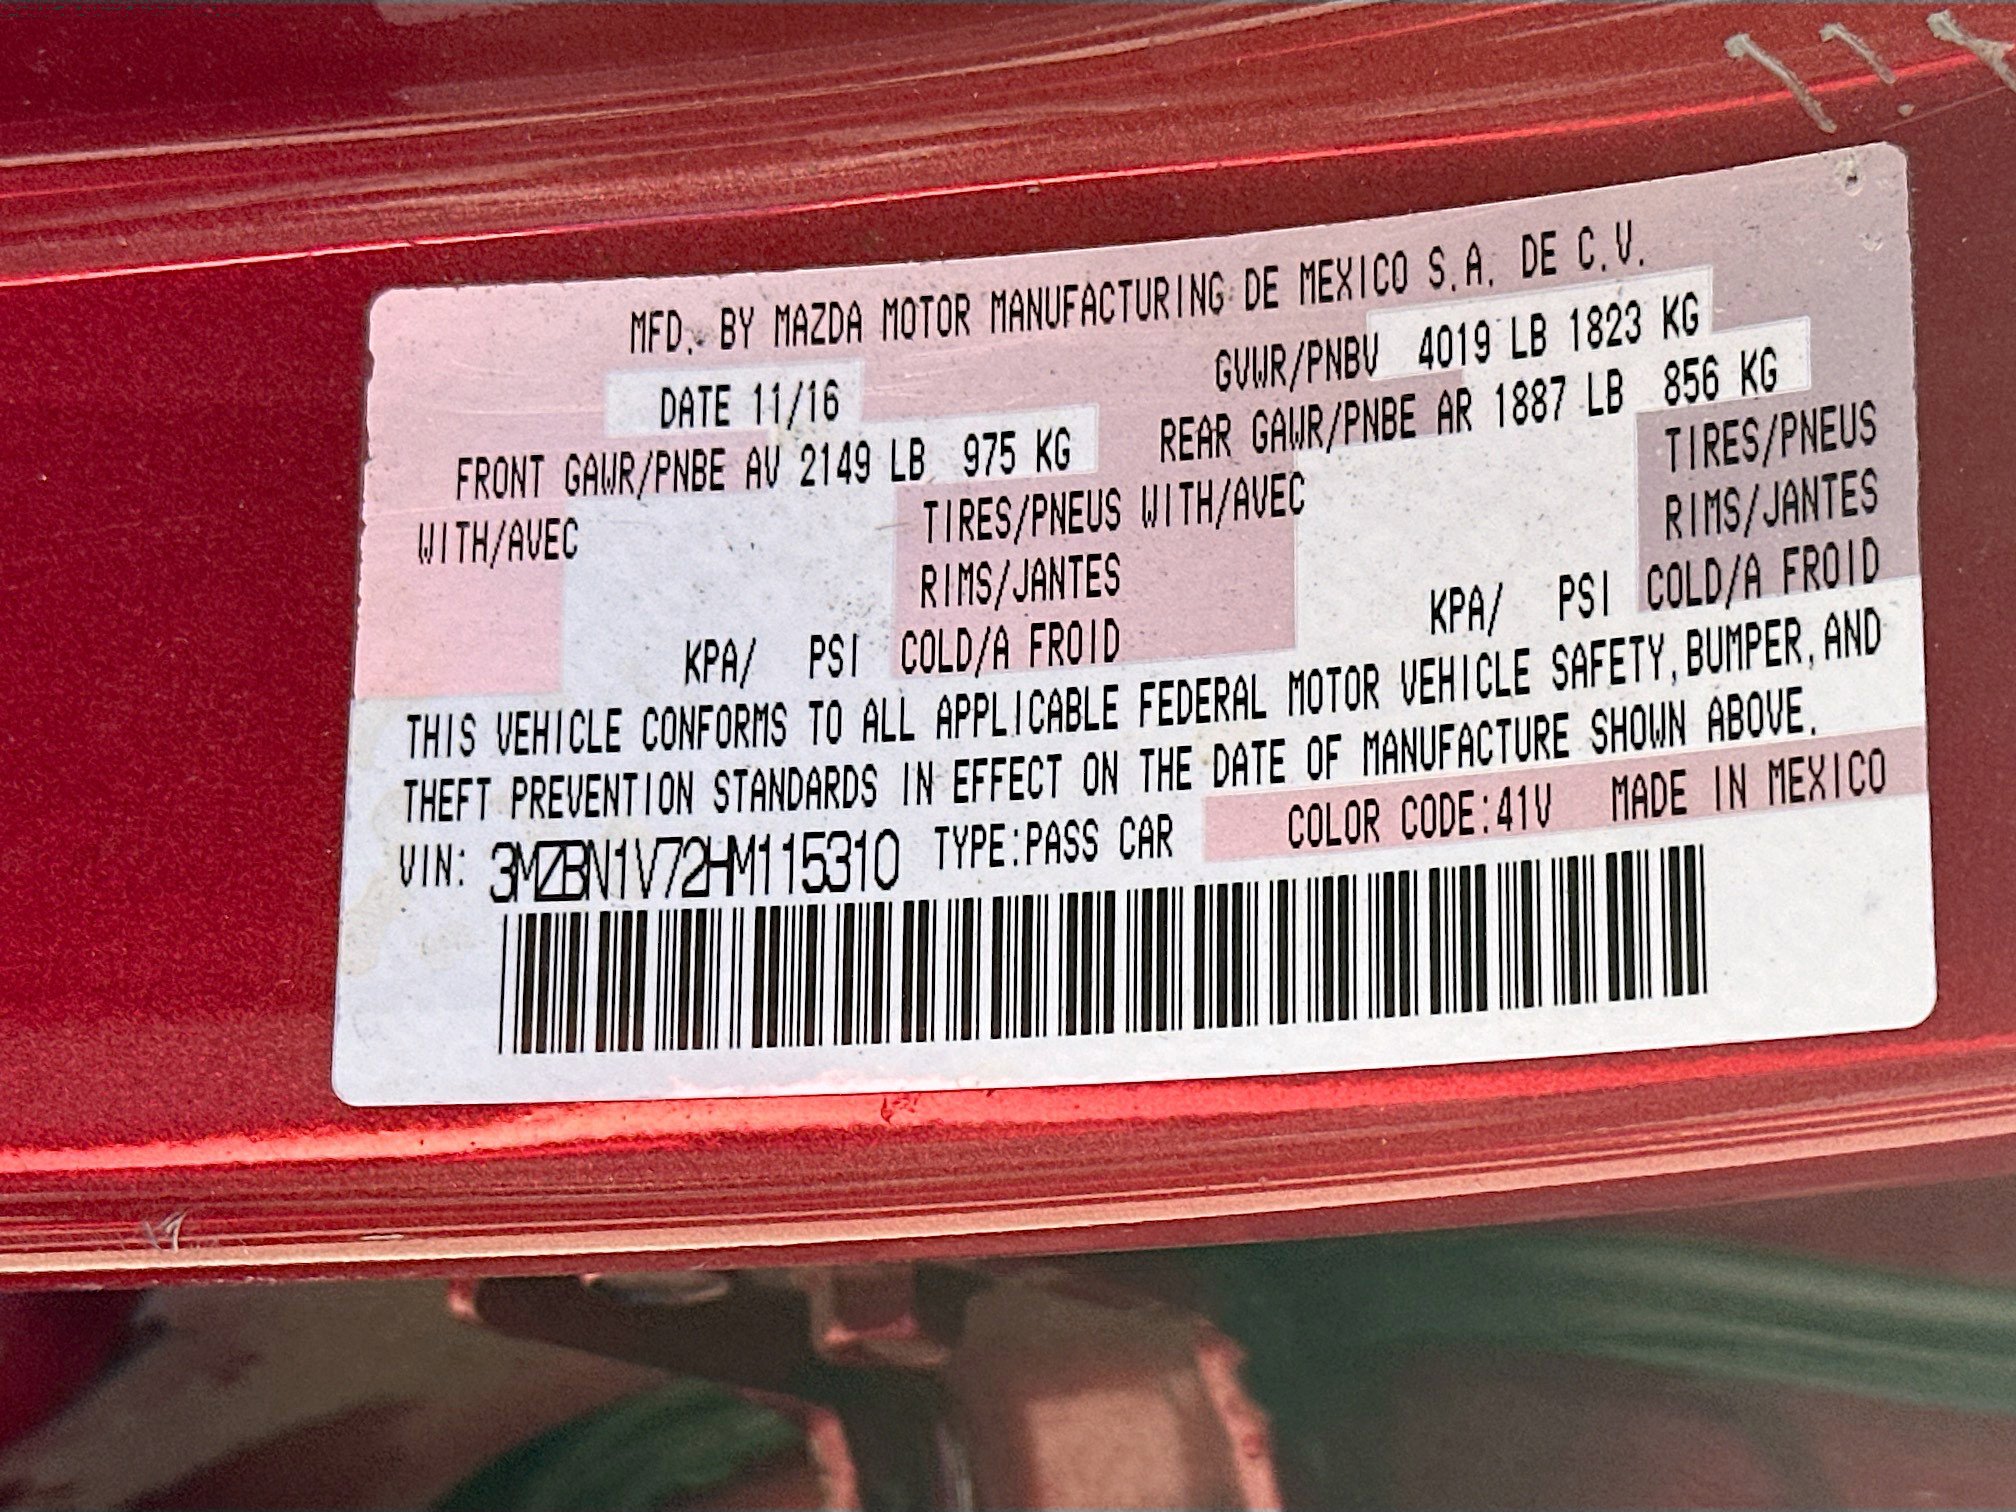 MFD. BY MAZDA MOTOR MANUFACTURING DE MEXICO S.A. DE C.V.
DATE 11/16 GVWR/PNBV 4019 LB 1823 KG
FRONT GAWR/PNBE AV 2149 LB 975 KG REAR GAWR/PNBE AR 1887 LB 856 KG
WITH/AVEC TIRES/PNEUS WITH/AVEC TIRES/PNEUS
RIMS/JANTES RIMS/JANTES
KPA/ PSI COLD/A FROID KPA/ PSI COLD/A FROID
THIS VEHICLE CONFORMS TO ALL APPLICABLE FEDERAL MOTOR VEHICLE SAFETY, BUMPER, AND
THEFT PREVENTION STANDARDS IN EFFECT ON THE DATE OF MANUFACTURE SHOWN ABOVE.
VIN: 3MZBN1V72HM115310 TYPE:PASS CAR COLOR CODE:41V MADE IN MEXICO